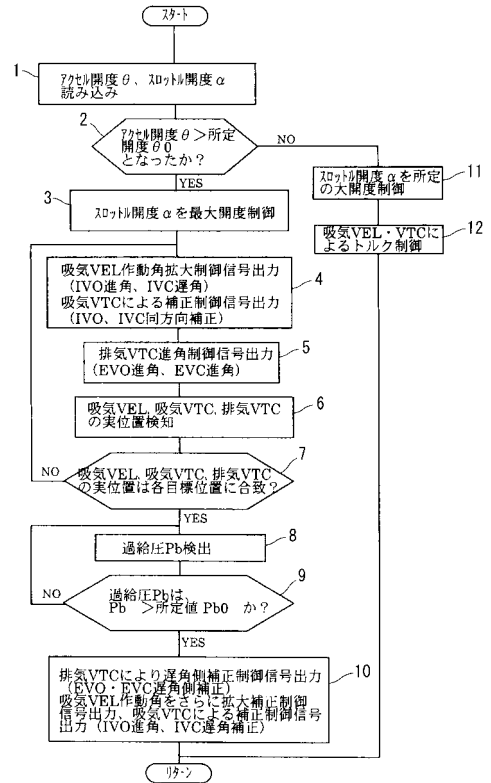 スタート
1
アクセル開度θ、スロットル開度α
読み込み
2
アクセル開度θ＞所定
開度θ0
となったか？
NO
YES
11
スロットル開度αを所定
の大開度制御
3
スロットル開度αを最大開度制御
12
吸気VEL・VTCに
よるトルク制御
吸気VEL作動角拡大制御信号出力
(IVO進角、IVC遅角)
吸気VTCによる補正制御信号出力
(IVO、IVC同方向補正)
4
5
排気VTC進角制御信号出力
(EVO進角、EVC進角)
6
吸気VEL,吸気VTC,排気VTC
の実位置検知
7
NO
吸気VEL,吸気VTC,排気VTC
の実位置は各目標位置に合致？
YES
8
過給圧Pb検出
9
NO
過給圧Pbは、
Pb ＞所定値 Pb0 か？
YES
10
排気VTCにより遅角側補正制御信号出力
(EVO・EVC遅角側補正)
吸気VEL作動角をさらに拡大補正制御
信号出力、吸気VTCによる補正制御信号
出力 (IVO進角、IVC遅角補正)
リターン